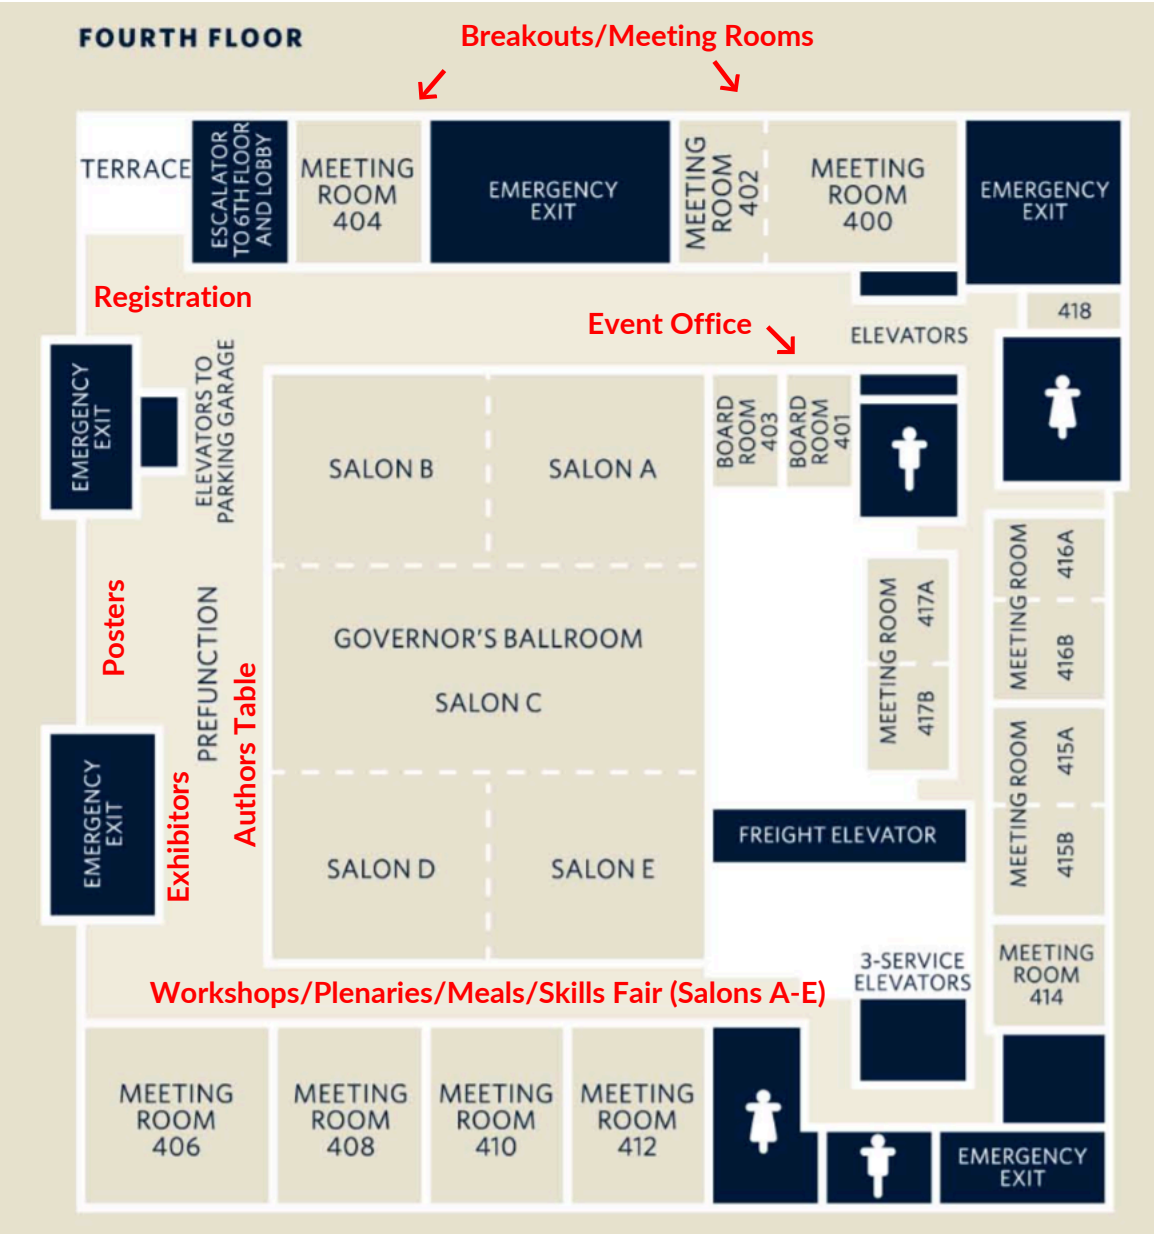 FOURTH FLOOR
Breakouts/Meeting Rooms
TERRACE
ESCALATOR
TO 6TH FLOOR
AND LOBBY
MEETING
ROOM
404
EMERGENCY
EXIT
MEETING
ROOM
402
MEETING
ROOM
400
EMERGENCY
EXIT
Registration
Event Office
ELEVATORS
418
EMERGENCY
EXIT
ELEVATORS TO
PARKING GARAGE
SALON B
SALON A
BOARD
ROOM
403
BOARD
ROOM
401
Posters
PREFUNCTION
Authors Table
GOVERNOR'S BALLROOM
SALON C
MEETING ROOM
417A
417B
MEETING ROOM
416A
416B
MEETING ROOM
415A
415B
EMERGENCY
EXIT
Exhibitors
SALON D
SALON E
FREIGHT ELEVATOR
3-SERVICE
ELEVATORS
MEETING
ROOM
414
Workshops/Plenaries/Meals/Skills Fair (Salons A-E)
MEETING
ROOM
406
MEETING
ROOM
408
MEETING
ROOM
410
MEETING
ROOM
412
EMERGENCY
EXIT